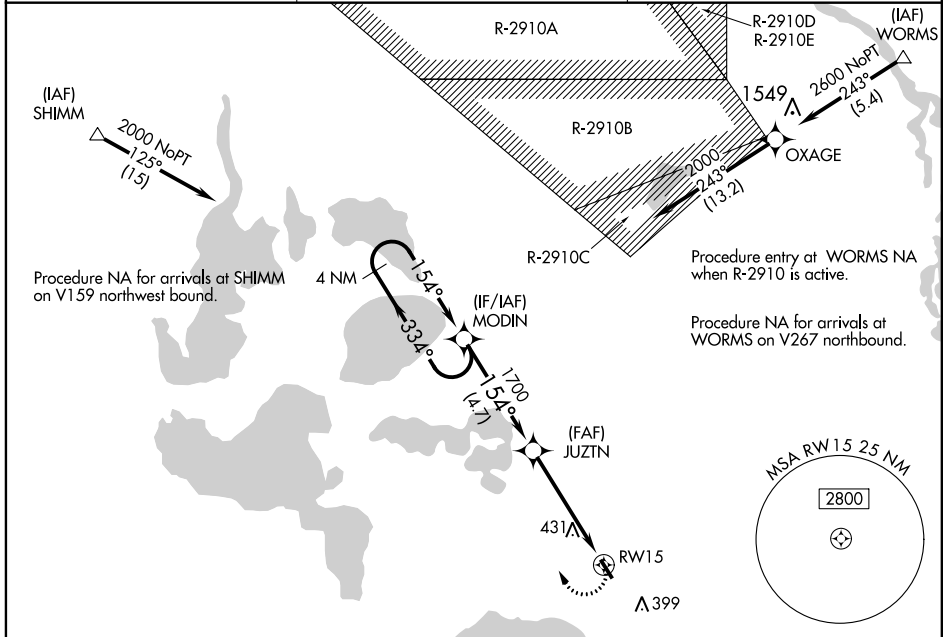 R-2910A
R-2910D
R-2910E
(IAF)
WORMS
2600 NoPT
243°
(5.4)
1549
(IAF)
SHIMM
2000 NoPT
125°
(15)
R-2910B
OXAGE
2000
243°
(13.2)
R-2910C
Procedure NA for arrivals at SHIMM
on V159 northwest bound.
4 NM
154°
334°
(IF/IAF)
MODIN
Procedure entry at WORMS NA
when R-2910 is active.
Procedure NA for arrivals at
WORMS on V267 northbound.
1700
154°
(4.7)
(FAF)
JUZTN
MSA RW15 25 NM
2800
431
RW15
399